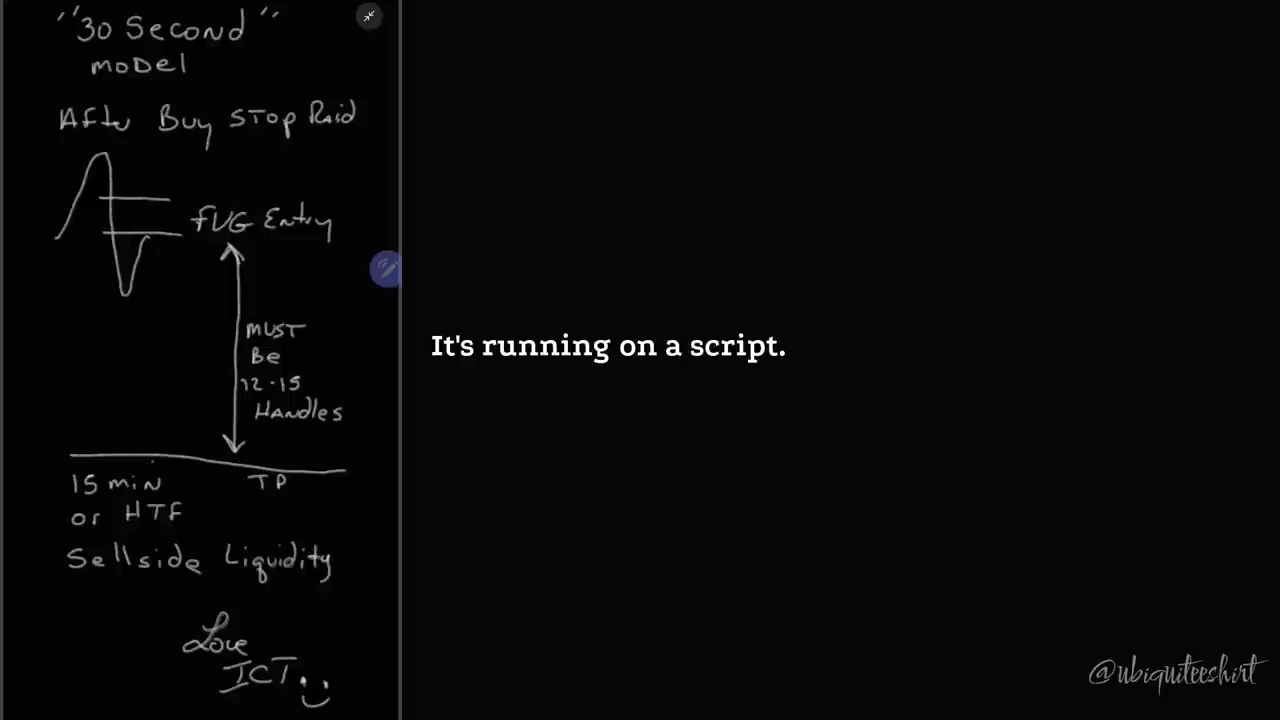 "30 Second"
MODel
After Buy STop Raid
FVG Entry
MUST
Be
12-15
HANDles
15 min
TP
or HTF
Sellside Liquidity
Love
ICT
It's running on a script.
@ubiquiteeshirt